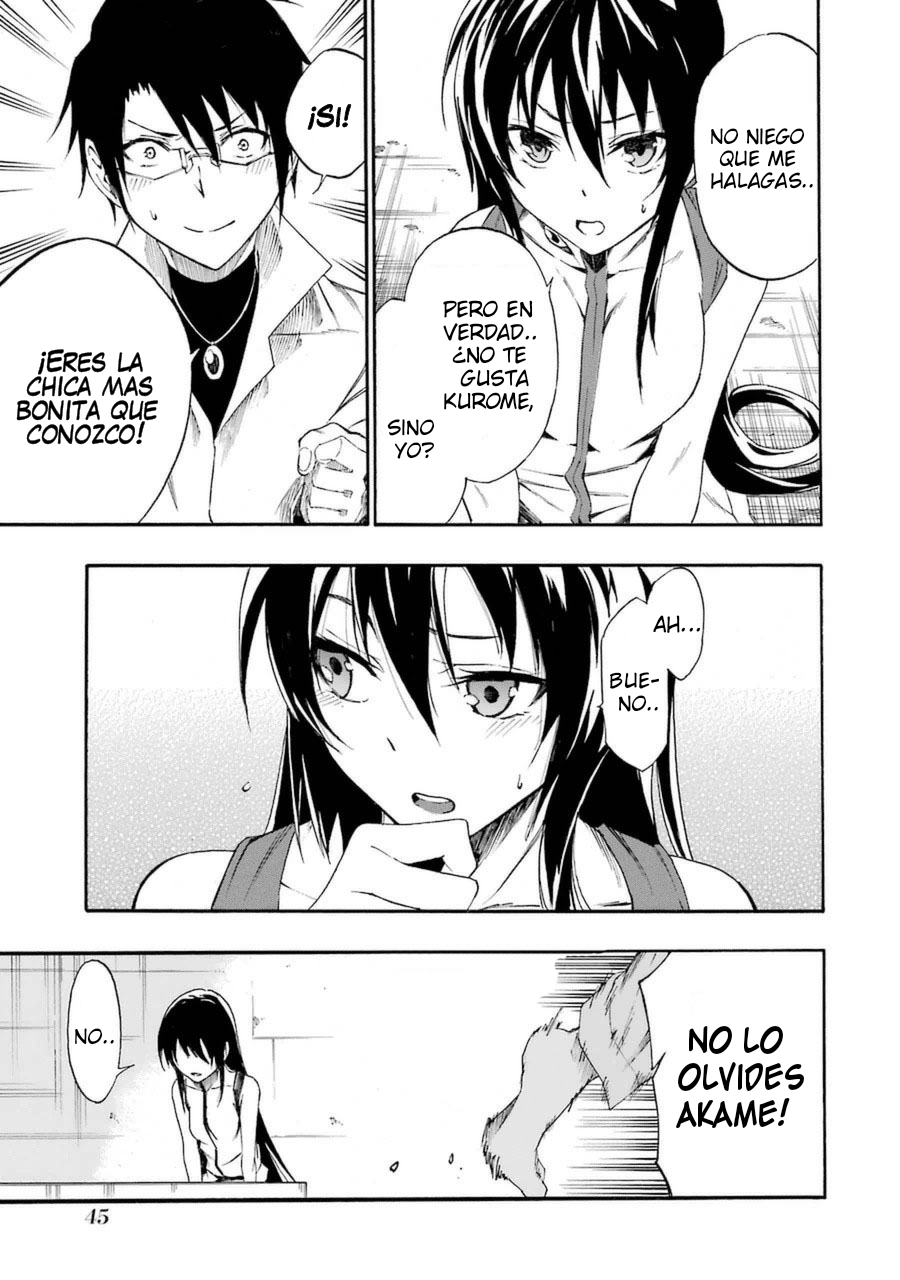 NO NIEGO
QUE ME
HALAGAS..
PERO EN
VERDAD..
¿NO TE
GUSTA
KUROME,
SINO
YO?
¡SI!
¡ERES LA
CHICA MAS
BONITA QUE
CONOZCO!
AH...
BUE-
NO..
NO LO
OLVIDES
AKAME!
NO..
45